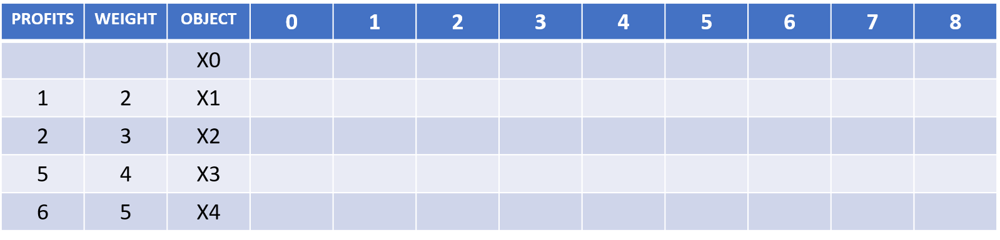 PROFITS WEIGHT OBJECT 0 1 2 3 4 5 6 7 8
X0
1 2 X1
2 3 X2
5 4 X3
6 5 X4